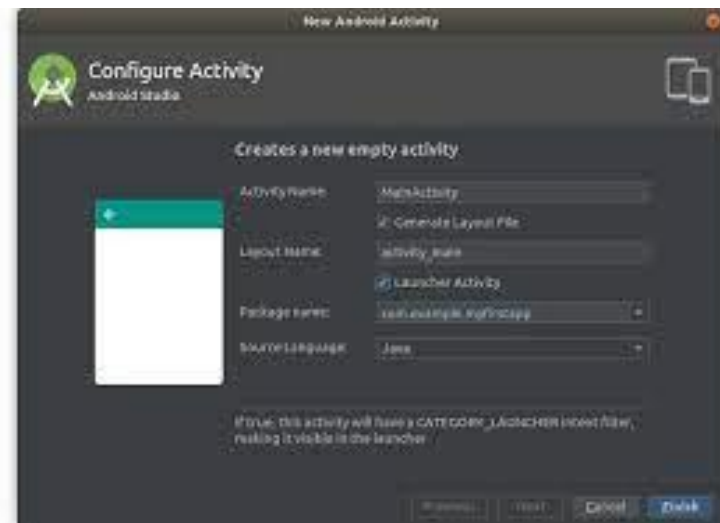 New Android Activity
Configure Activity
Android Studio
Creates a new empty activity
Activity Name:
MainActivity
Generate Layout File
Layout Name:
activity_main
Launcher Activity
Package name:
com.example.myfirstapp
Source Language:
Java
If true, this activity will have a CATEGORY_LAUNCHER intent filter,
making it visible in the launcher
Previous
Next
Cancel
Finish